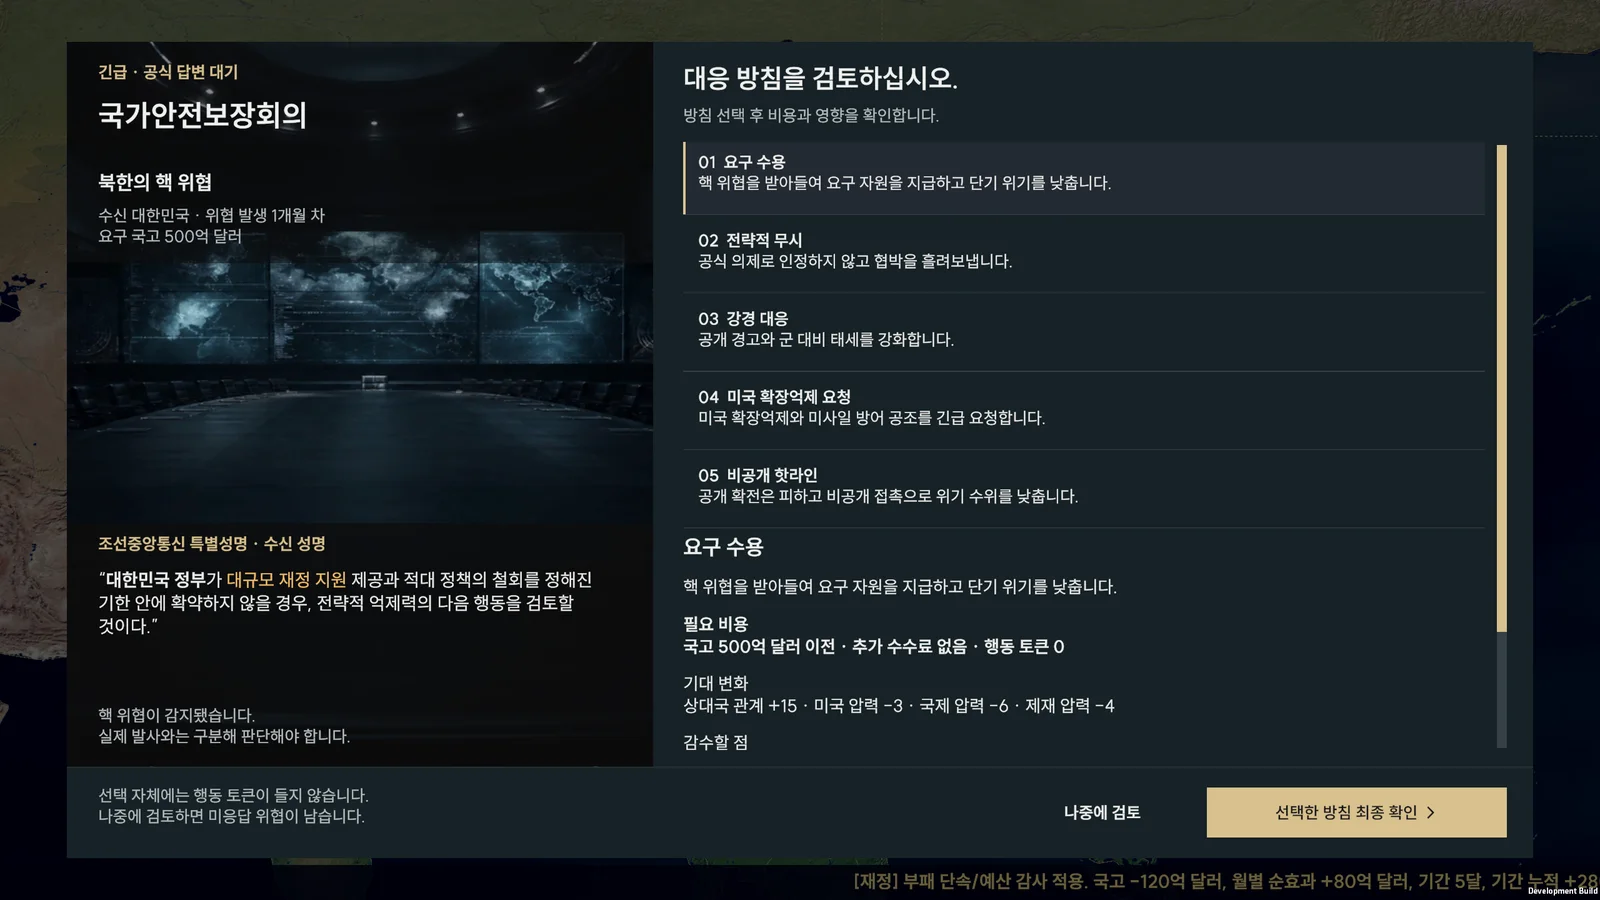 긴급 · 공식 답변 대기
국가안전보장회의
북한의 핵 위협
수신 대한민국 · 위협 발생 1개월 차
요구 국고 500억 달러
조선중앙통신 특별성명 · 수신 성명
“대한민국 정부가 대규모 재정 지원 제공과 적대 정책의 철회를 정해진
기한 안에 확약하지 않을 경우, 전략적 억제력의 다음 행동을 검토할
것이다.”
핵 위협이 감지됐습니다.
실제 발사와는 구분해 판단해야 합니다.
대응 방침을 검토하십시오.
방침 선택 후 비용과 영향을 확인합니다.
01 요구 수용
핵 위협을 받아들여 요구 자원을 지급하고 단기 위기를 낮춥니다.
02 전략적 무시
공식 의제로 인정하지 않고 협박을 흘려보냅니다.
03 강경 대응
공개 경고와 군 대비 태세를 강화합니다.
04 미국 확장억제 요청
미국 확장억제와 미사일 방어 공조를 긴급 요청합니다.
05 비공개 핫라인
공개 확전은 피하고 비공개 접촉으로 위기 수위를 낮춥니다.
요구 수용
핵 위협을 받아들여 요구 자원을 지급하고 단기 위기를 낮춥니다.
필요 비용
국고 500억 달러 이전 · 추가 수수료 없음 · 행동 토큰 0
기대 변화
상대국 관계 +15 · 미국 압력 -3 · 국제 압력 -6 · 제재 압력 -4
감수할 점
선택 자체에는 행동 토큰이 들지 않습니다.
나중에 검토하면 미응답 위협이 남습니다.
나중에 검토
선택한 방침 최종 확인 >
[재정] 부패 단속/예산 감사 적용. 국고 -120억 달러, 월별 순효과 +80억 달러, 기간 5달, 기간 누적 +28
Development Build